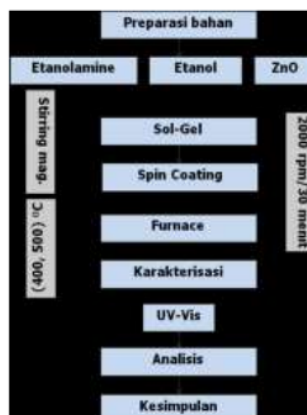 Preparasi bahan
Etanolamine
Etanol
ZnO
Stirring mag.
2000 rpm/30 menit
Sol-Gel
Spin Coating
(400, 500) °C
Furnace
Karakterisasi
UV-Vis
Analisis
Kesimpulan